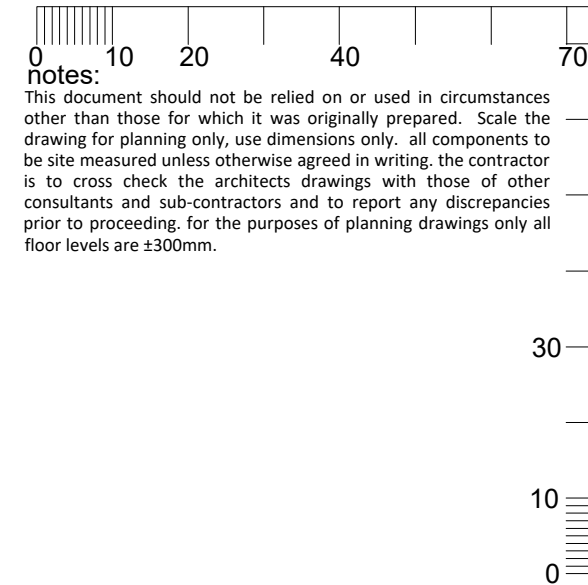 0 10 20 40 70
notes:
This document should not be relied on or used in circumstances
other than those for which it was originally prepared. Scale the
drawing for planning only, use dimensions only. all components to
be site measured unless otherwise agreed in writing. the contractor
is to cross check the architects drawings with those of other
consultants and sub-contractors and to report any discrepancies
prior to proceeding. for the purposes of planning drawings only all
floor levels are ±300mm.
30
10
0